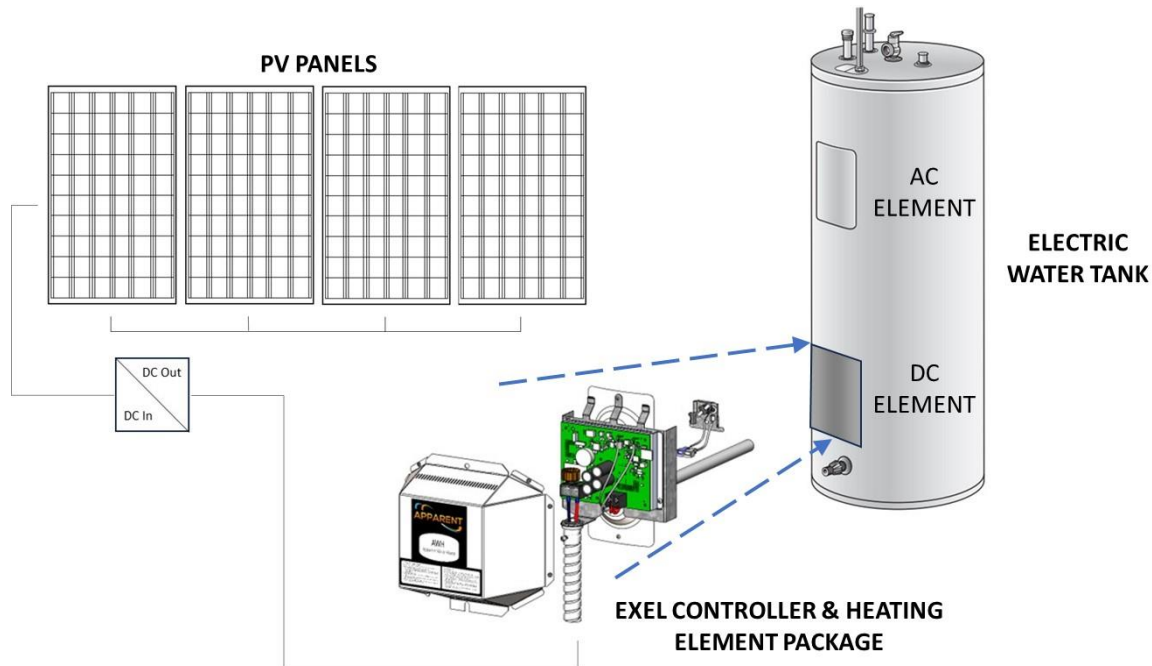 PV PANELS
AC
ELEMENT
ELECTRIC
WATER TANK
DC Out
DC In
DC
ELEMENT
APPARENT
AWH
EXEL CONTROLLER & HEATING
ELEMENT PACKAGE